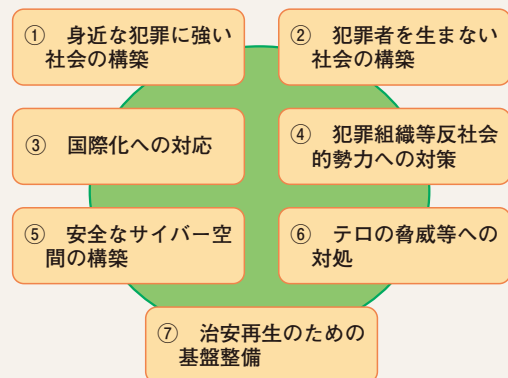 ① 身近な犯罪に強い
社会の構築
② 犯罪者を生まない
社会の構築
③ 国際化への対応
④ 犯罪組織等反社会
的勢力への対策
⑤ 安全なサイバー空
間の構築
⑥ テロの脅威等への
対処
⑦ 治安再生のための
基盤整備